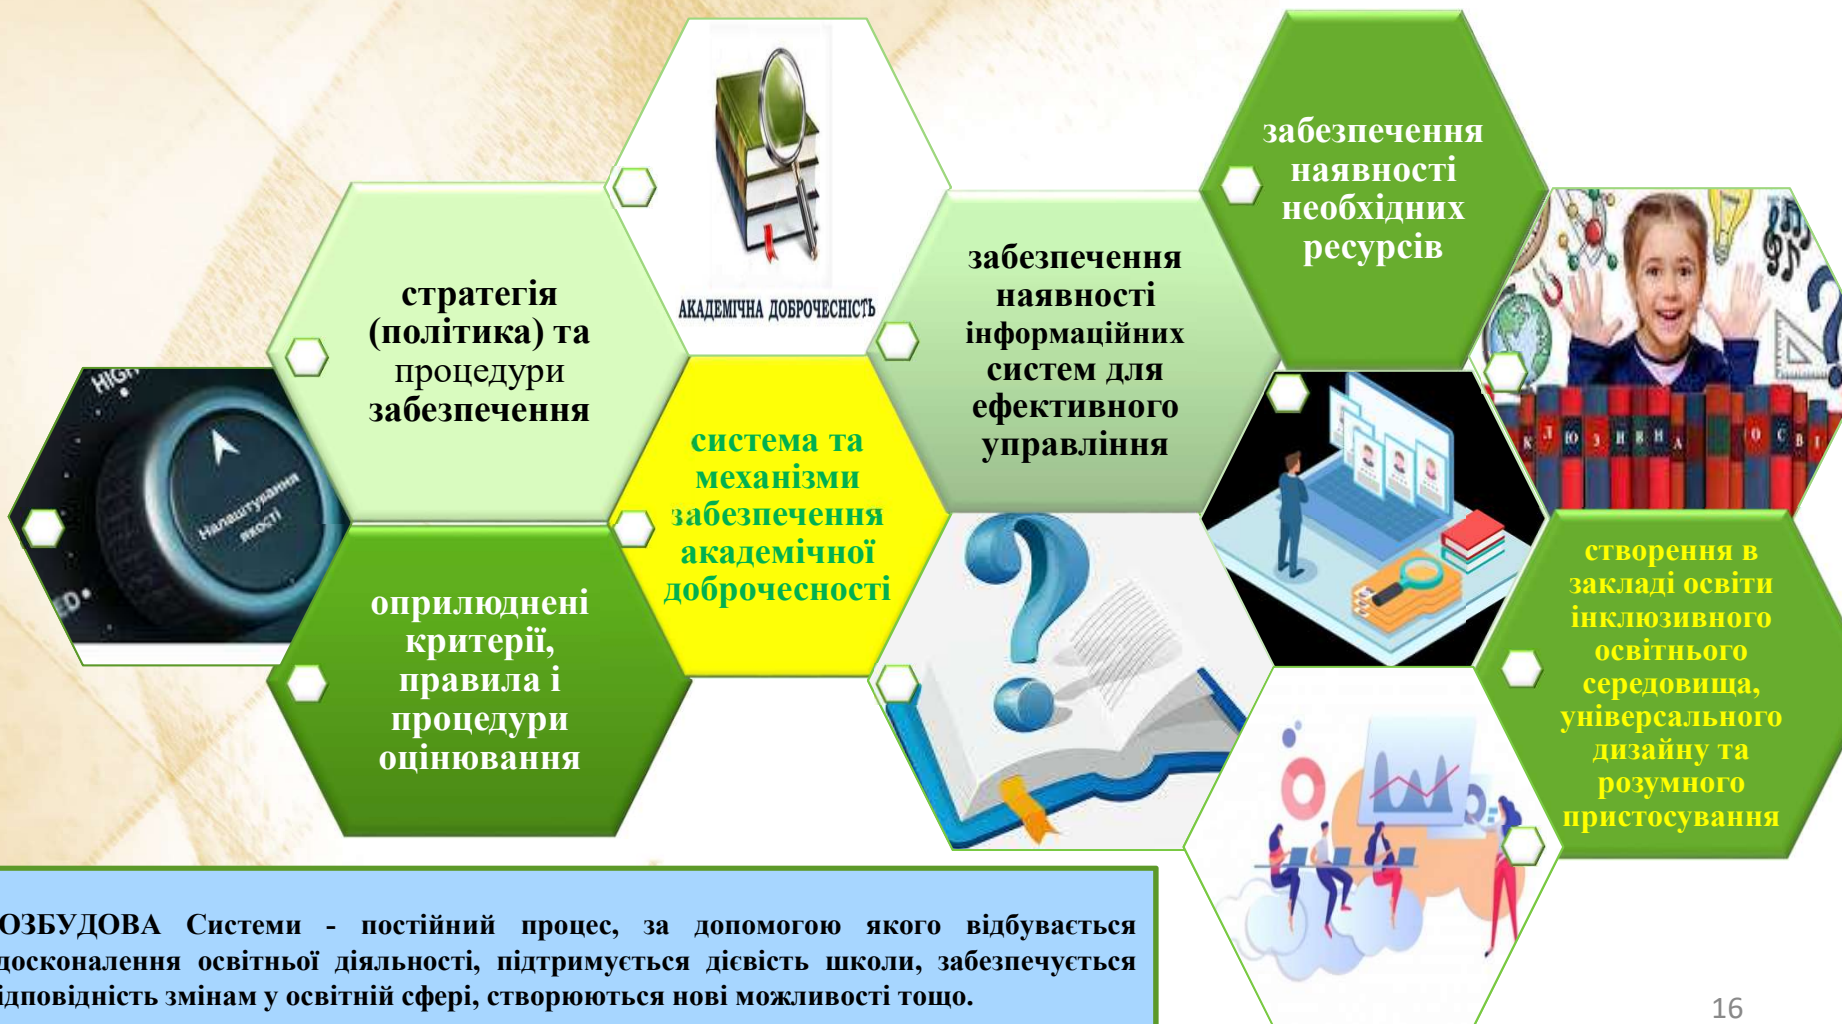 HIGH
Налаштування
якості
стратегія
(політика) та
процедури
забезпечення
оприлюднені
критерії,
правила і
процедури
оцінювання
АКАДЕМІЧНА ДОБРОЧЕСНІСТЬ
система та
механізми
забезпечення
академічної
доброчесності
забезпечення
наявності
інформаційних
систем для
ефективного
управління
забезпечення
наявності
необхідних
ресурсів
К Л Ю З И В Н А О С В І
створення в
закладі освіти
інклюзивного
освітнього
середовища,
універсального
дизайну та
розумного
пристосування
ОЗБУДОВА Системи - постійний процес, за допомогою якого відбувається
досконалення освітньої діяльності, підтримується дієвість школи, забезпечується
ідповідність змінам у освітній сфері, створюються нові можливості тощо.
16